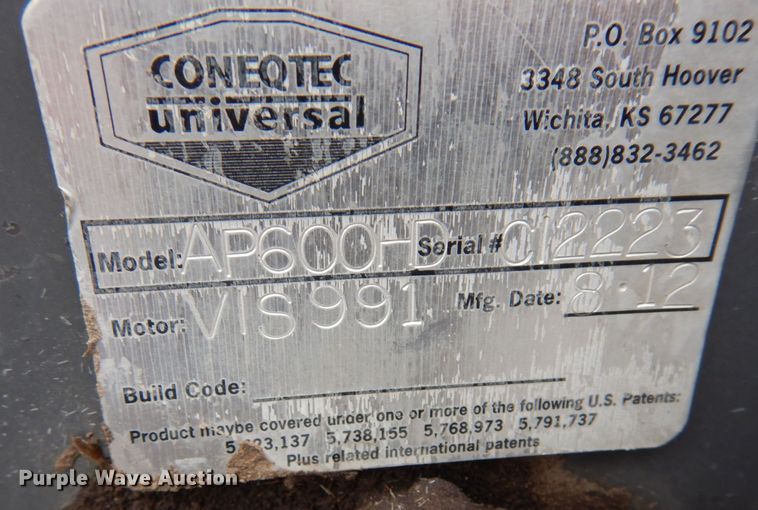 CONEQTEC
universal
P.O. Box 9102
3348 South Hoover
Wichita, KS 67277
(888)832-3462
Model: AP600HD Serial # C12223
Motor: VIS991 Mfg. Date: 8·12
Build Code:
Product maybe covered under one or more of the following U.S. Patents:
5,738,155 5,768,973 5,791,737
Plus related international patents
Purple Wave Auction